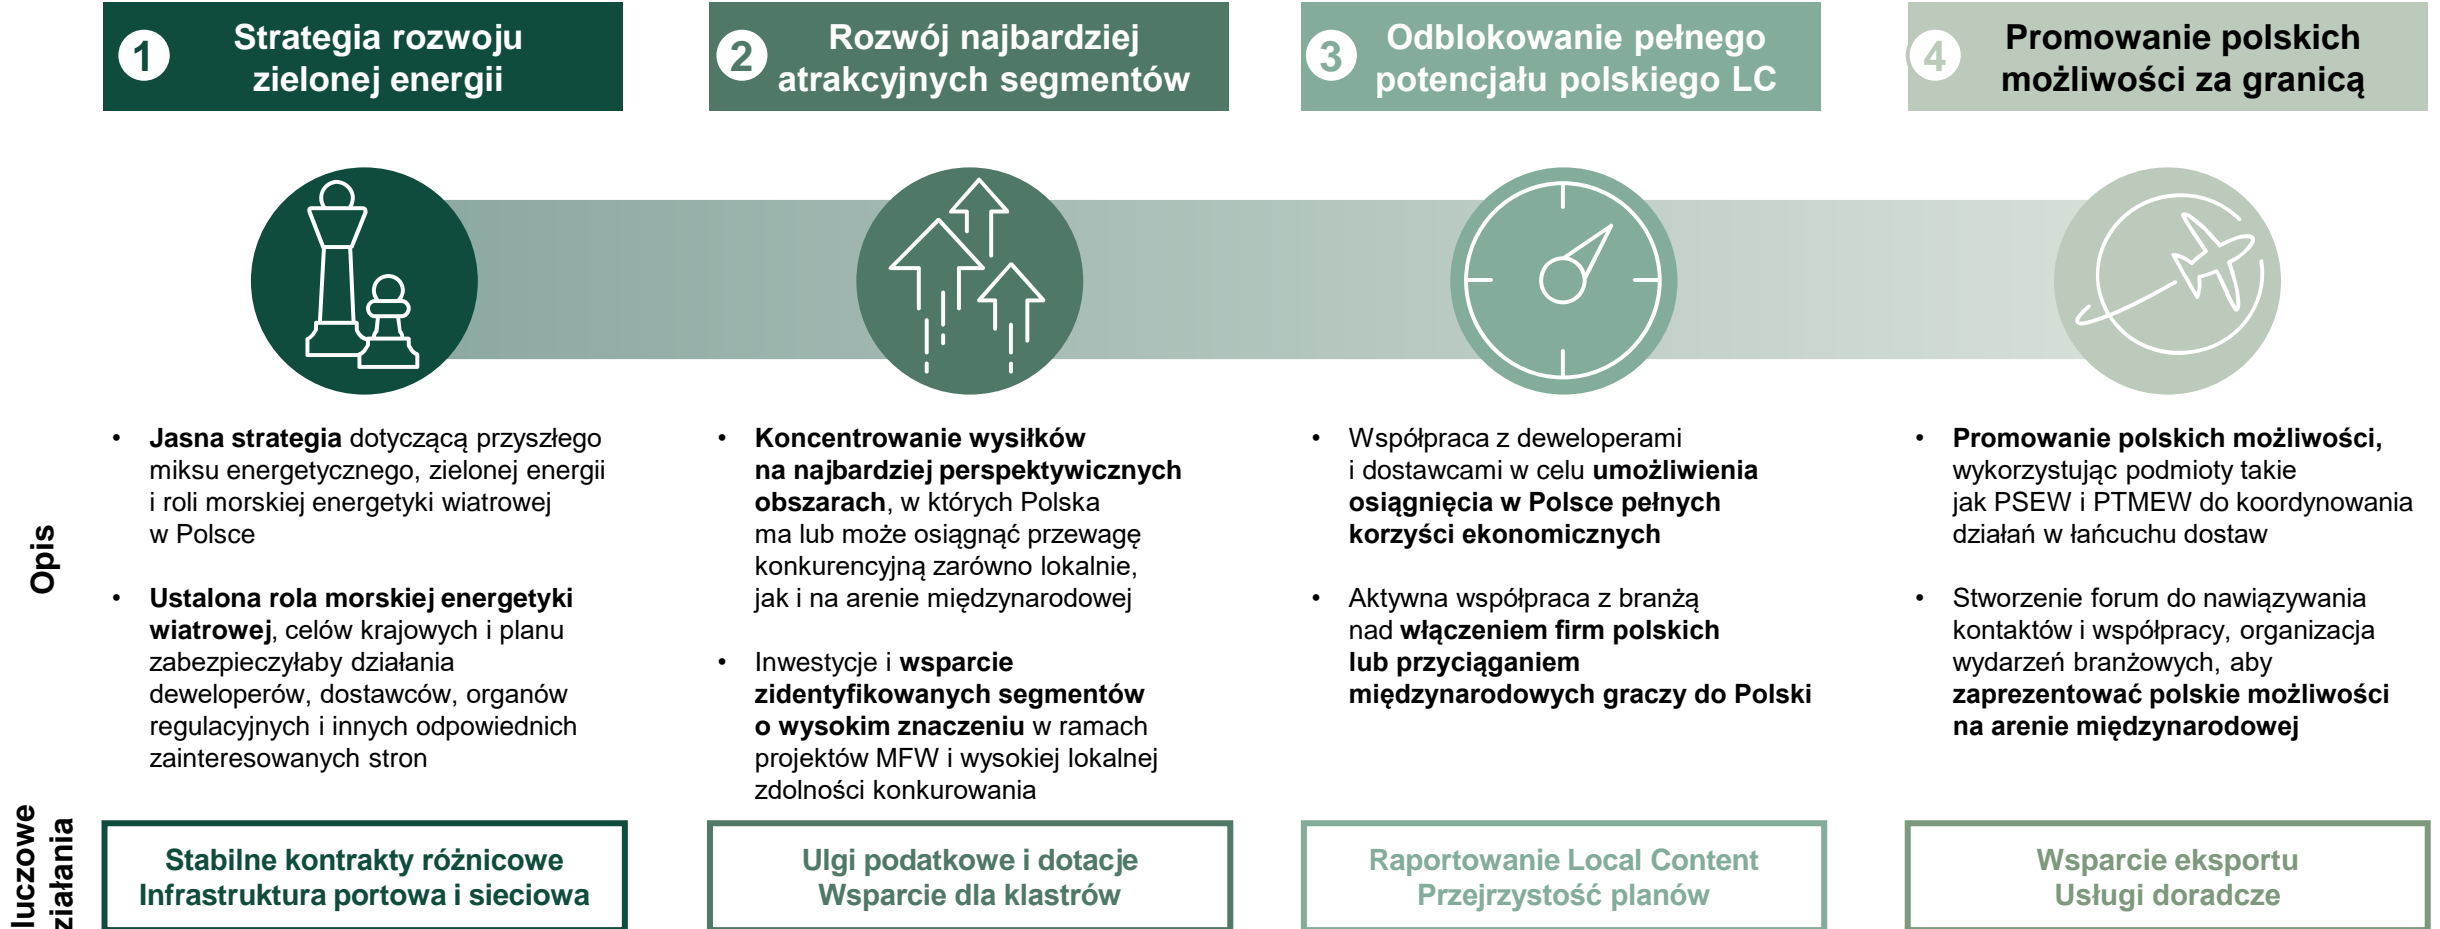 1
Strategia rozwoju
zielonej energii
2
Rozwój najbardziej
atrakcyjnych segmentów
3
Odblokowanie pełnego
potencjału polskiego LC
4
Promowanie polskich
możliwości za granicą
Opis
• Jasna strategia dotyczącą przyszłego
miksu energetycznego, zielonej energii
i roli morskiej energetyki wiatrowej
w Polsce
• Ustalona rola morskiej energetyki
wiatrowej, celów krajowych i planu
zabezpieczyłaby działania
deweloperów, dostawców, organów
regulacyjnych i innych odpowiednich
zainteresowanych stron
• Koncentrowanie wysiłków
na najbardziej perspektywicznych
obszarach, w których Polska
ma lub może osiągnąć przewagę
konkurencyjną zarówno lokalnie,
jak i na arenie międzynarodowej
• Inwestycje i wsparcie
zidentyfikowanych segmentów
o wysokim znaczeniu w ramach
projektów MFW i wysokiej lokalnej
zdolności konkurowania
• Współpraca z deweloperami
i dostawcami w celu umożliwienia
osiągnięcia w Polsce pełnych
korzyści ekonomicznych
• Aktywna współpraca z branżą
nad włączeniem firm polskich
lub przyciąganiem
międzynarodowych graczy do Polski
• Promowanie polskich możliwości,
wykorzystując podmioty takie
jak PSEW i PTMEW do koordynowania
działań w łańcuchu dostaw
• Stworzenie forum do nawiązywania
kontaktów i współpracy, organizacja
wydarzeń branżowych, aby
zaprezentować polskie możliwości
na arenie międzynarodowej
luczowe
ziałania
Stabilne kontrakty różnicowe
Infrastruktura portowa i sieciowa
Ulgi podatkowe i dotacje
Wsparcie dla klastrów
Raportowanie Local Content
Przejrzystość planów
Wsparcie eksportu
Usługi doradcze